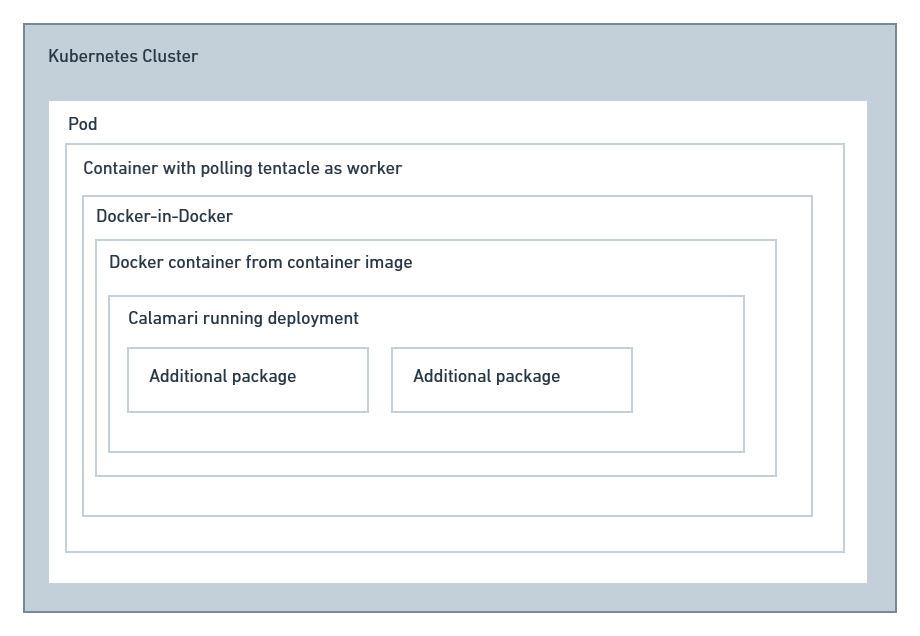 Kubernetes Cluster
Pod
Container with polling tentacle as worker
Docker-in-Docker
Docker container from container image
Calamari running deployment
Additional package
Additional package